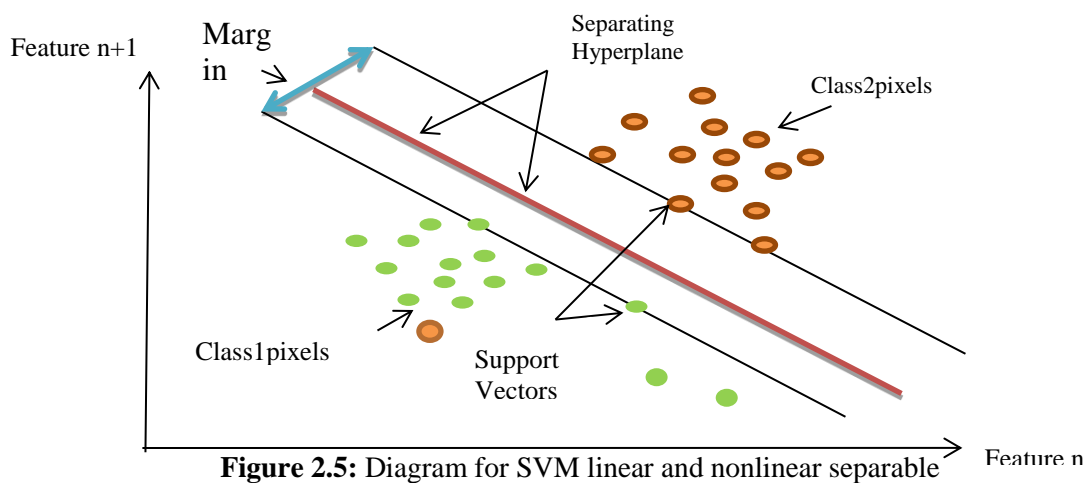 Feature n+1
Marg
in
Separating
Hyperplane
Class2pixels
Class1pixels
Support
Vectors
Feature n
Figure 2.5: Diagram for SVM linear and nonlinear separable